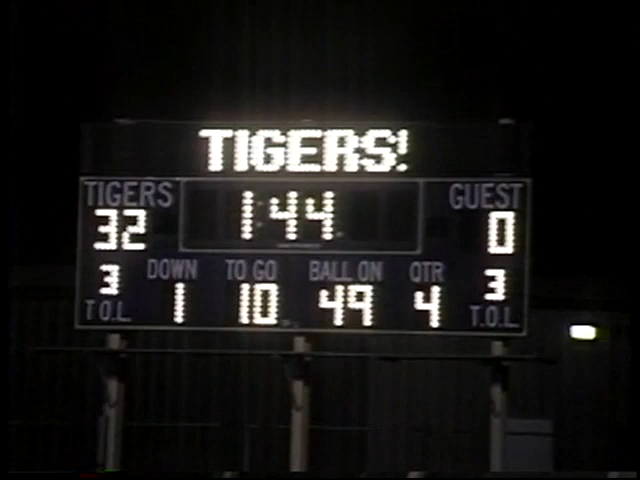 TIGERS!
TIGERS 1:44 GUEST
32 0
DOWN TO GO BALL ON QTR
3 1 10 49 4 3
T.O.L. T.O.L.